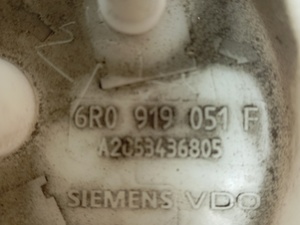 6R0 919 051 F
A2C53436805
SIEMENS VDO